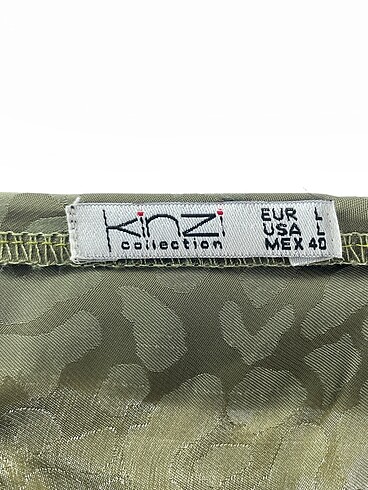 kinzi
collection
EUR L
USA L
MEX 40